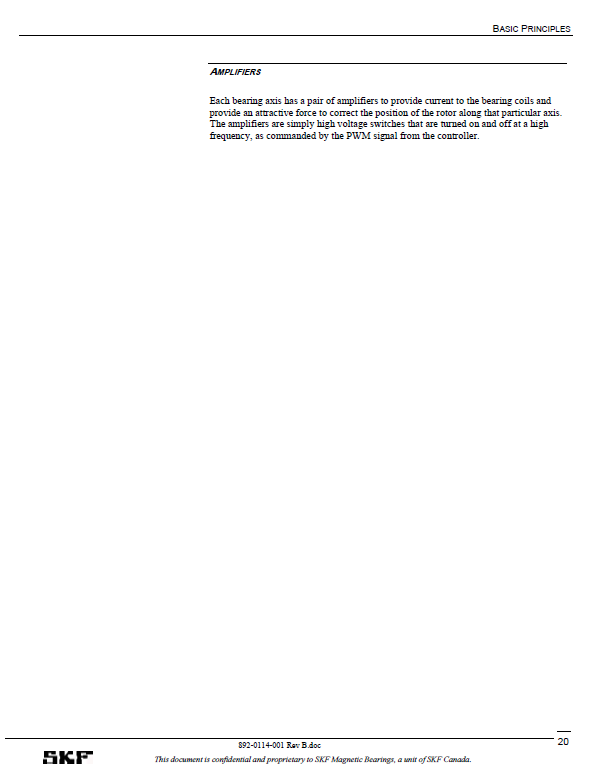 BASIC PRINCIPLES
AMPLIFIERS
Each bearing axis has a pair of amplifiers to provide current to the bearing coils and
provide an attractive force to correct the position of the rotor along that particular axis.
The amplifiers are simply high voltage switches that are turned on and off at a high
frequency, as commanded by the PWM signal from the controller.
892-0114-001 Rev B.doc
20
SKF
This document is confidential and proprietary to SKF Magnetic Bearings, a unit of SKF Canada.